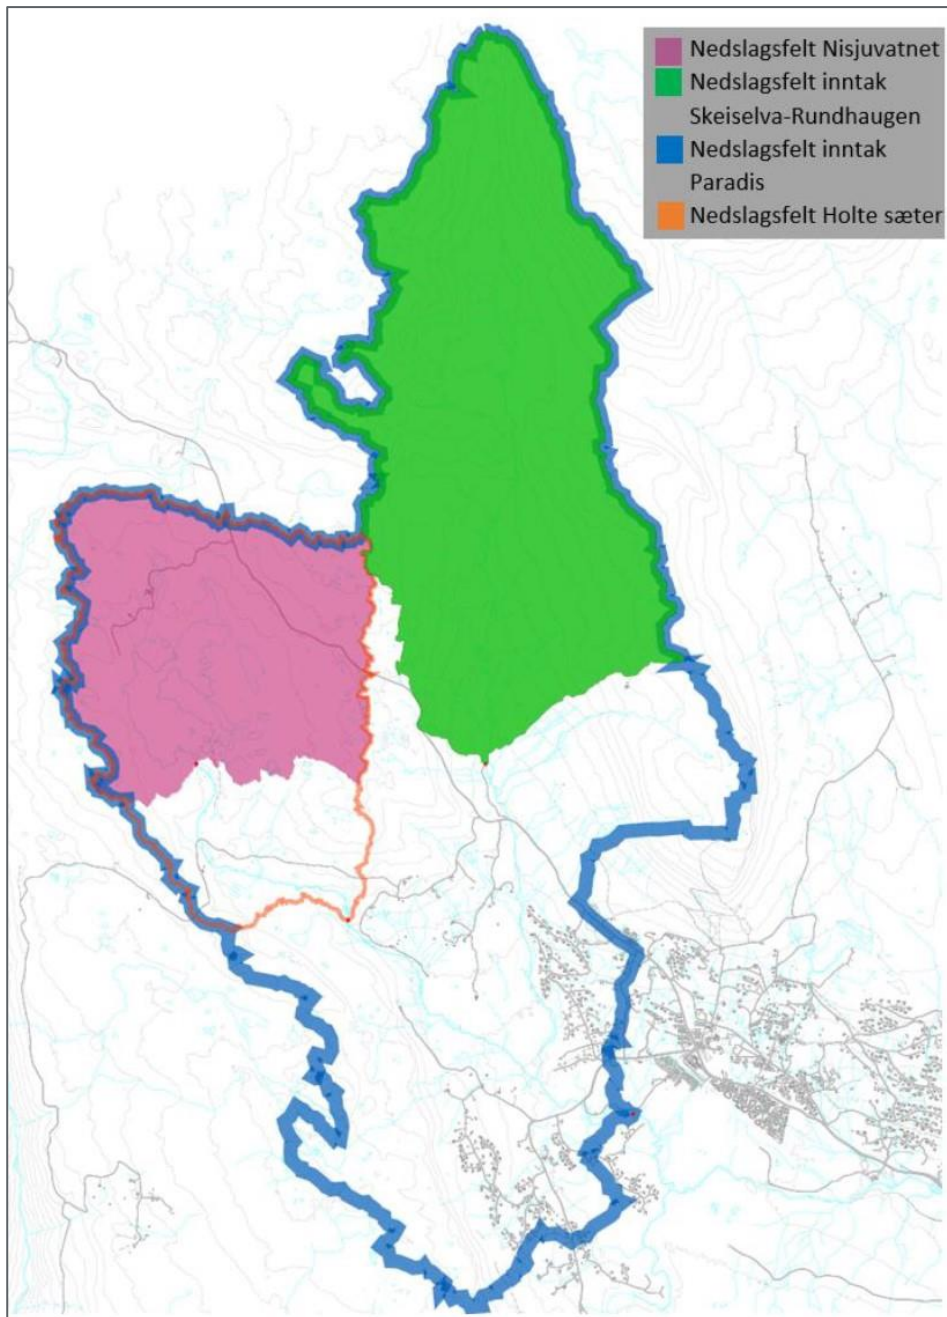 Nedslagsfelt Nisjuvatnet
Nedslagsfelt inntak
Skeiselva-Rundhaugen
Nedslagsfelt inntak
Paradis
Nedslagsfelt Holte sæter